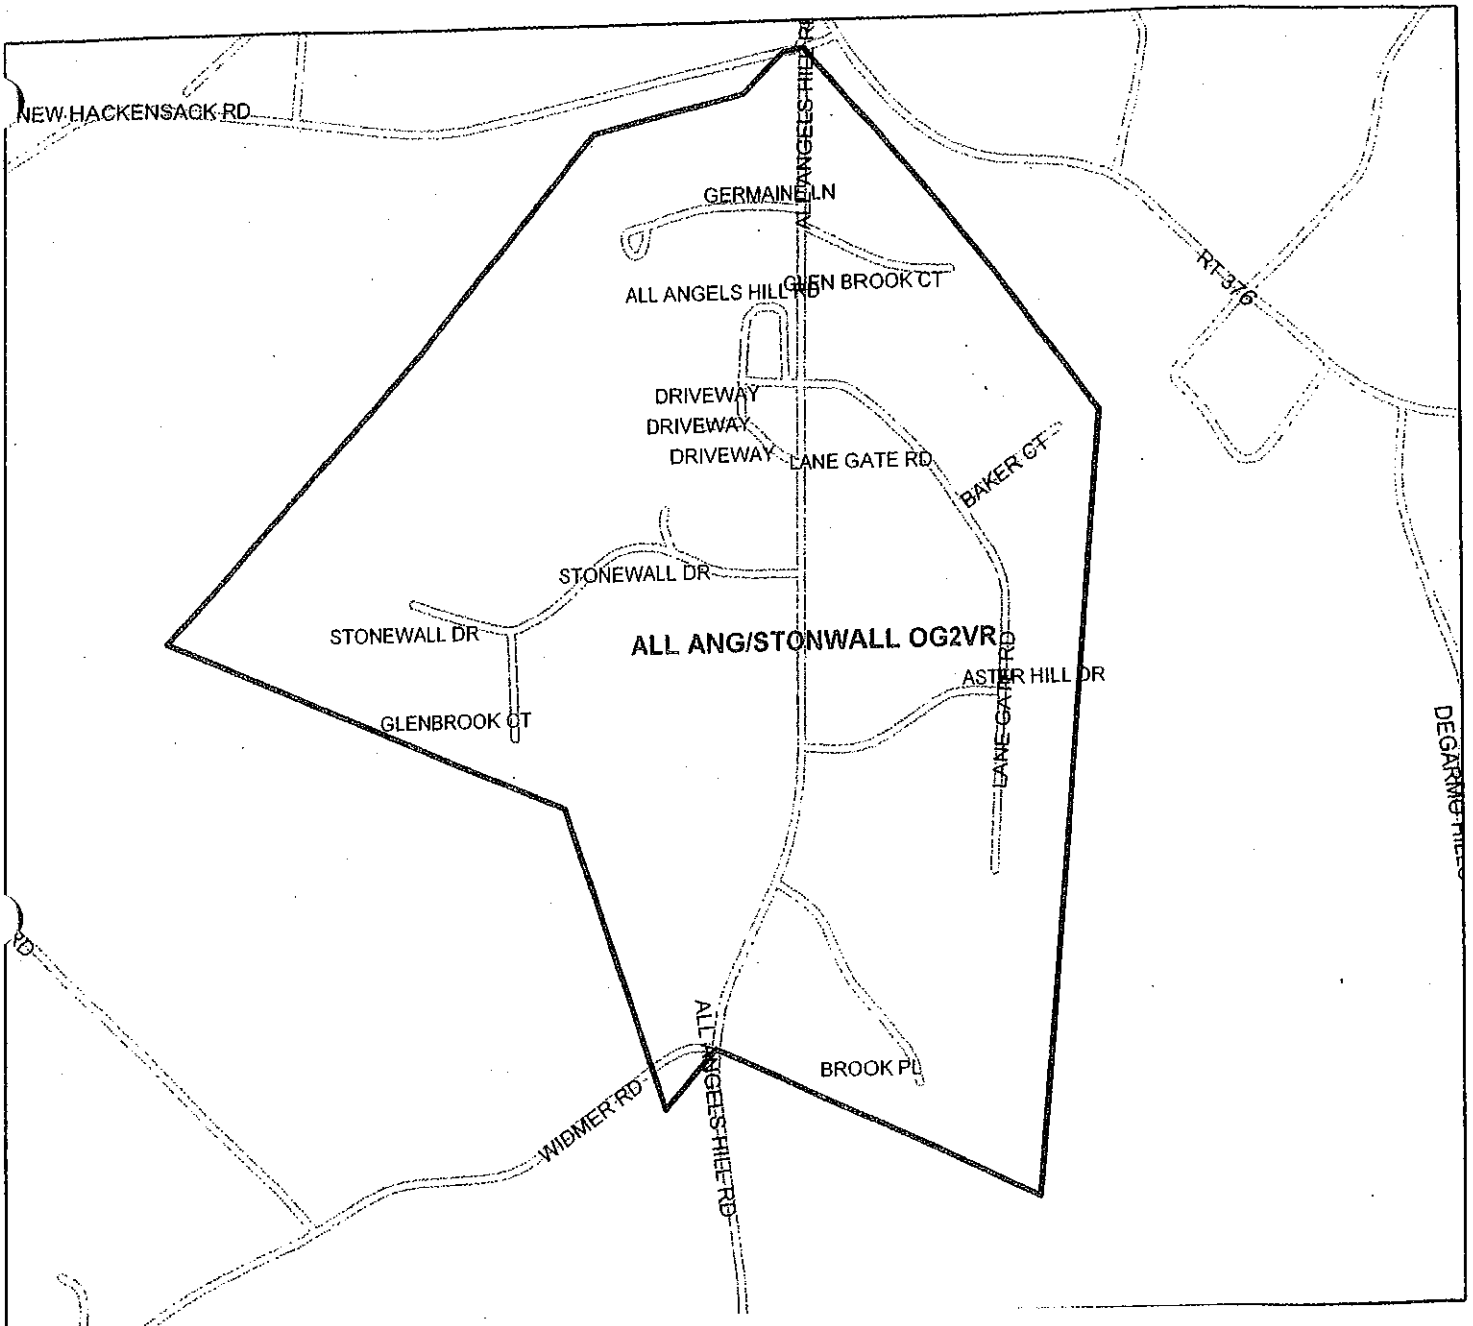 ALL ANGELS HILL RD
NEW HACKENSACK RD
GERMAINE LN
RT 376
GLEN BROOK CT
ALL ANGELS HILL RD
DRIVEWAY
DRIVEWAY
DRIVEWAY
LANE GATE RD
BAKER CT
STONEWALL DR
STONEWALL DR
ALL ANG/STONWALL OG2VR
ASTER HILL DR
LANE GATE RD
GLENBROOK CT
DEGARMO HILLS
RD
ALL ANGELS HILL RD
BROOK PL
WIDMER RD